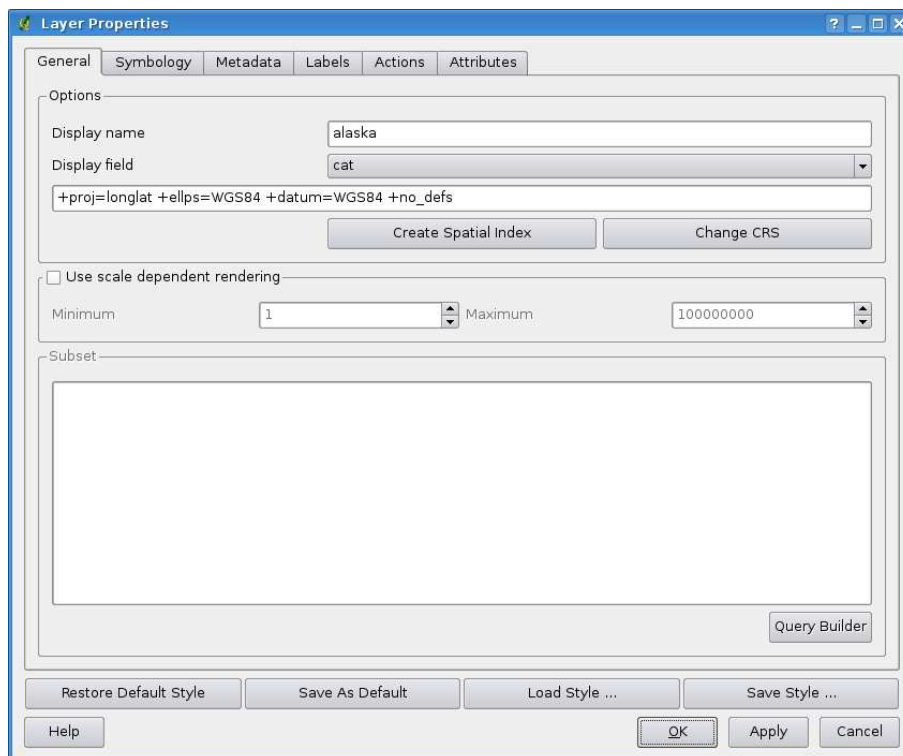 Layer Properties
General Symbology Metadata Labels Actions Attributes
Options
Display name alaska
Display field cat
+proj=longlat +ellps=WGS84 +datum=WGS84 +no_defs
Create Spatial Index Change CRS
Use scale dependent rendering
Minimum 1 Maximum 100000000
Subset
Query Builder
Restore Default Style Save As Default Load Style ... Save Style ...
Help OK Apply Cancel